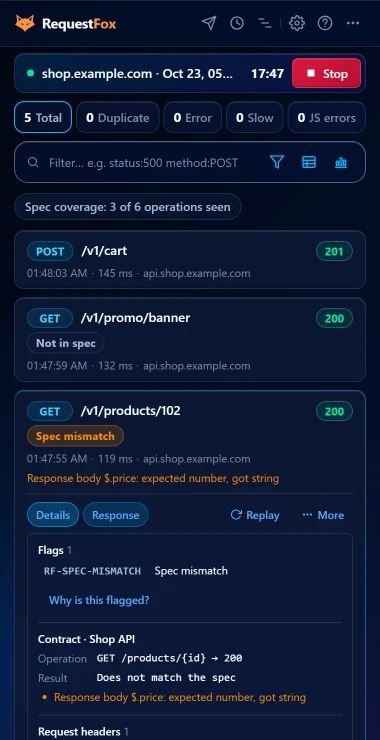 RequestFox
shop.example.com · Oct 23, 05... 17:47 Stop
5 Total 0 Duplicate 0 Error 0 Slow 0 JS errors
Filter... e.g. status:500 method:POST
Spec coverage: 3 of 6 operations seen
POST /v1/cart 201
01:48:03 AM · 145 ms · api.shop.example.com
GET /v1/promo/banner 200
Not in spec
01:47:59 AM · 132 ms · api.shop.example.com
GET /v1/products/102 200
Spec mismatch
01:47:55 AM · 119 ms · api.shop.example.com
Response body $.price: expected number, got string
Details Response Replay ··· More
Flags 1
RF-SPEC-MISMATCH Spec mismatch
Why is this flagged?
Contract · Shop API
Operation GET /products/{id} → 200
Result Does not match the spec
• Response body $.price: expected number, got string
Request headers 1